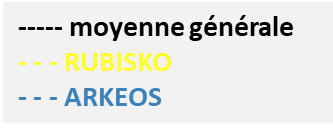 ----- moyenne générale
- - - RUBISKO
- - - ARKEOS